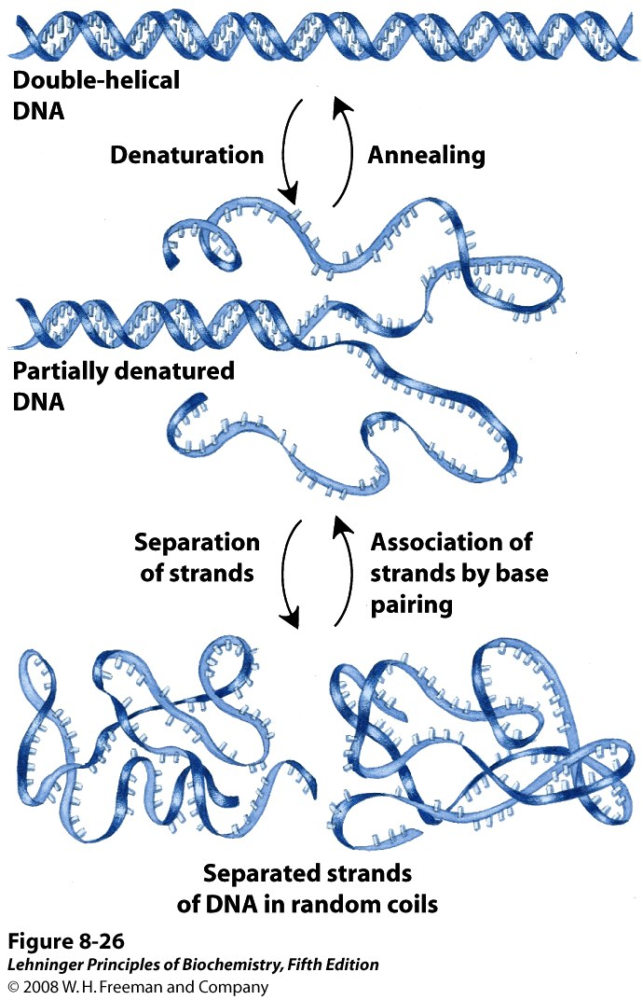 Double-helical
DNA
Denaturation
Annealing
Partially denatured
DNA
Separation
of strands
Association of
strands by base
pairing
Separated strands
of DNA in random coils
Figure 8-26
Lehninger Principles of Biochemistry, Fifth Edition
© 2008 W. H. Freeman and Company